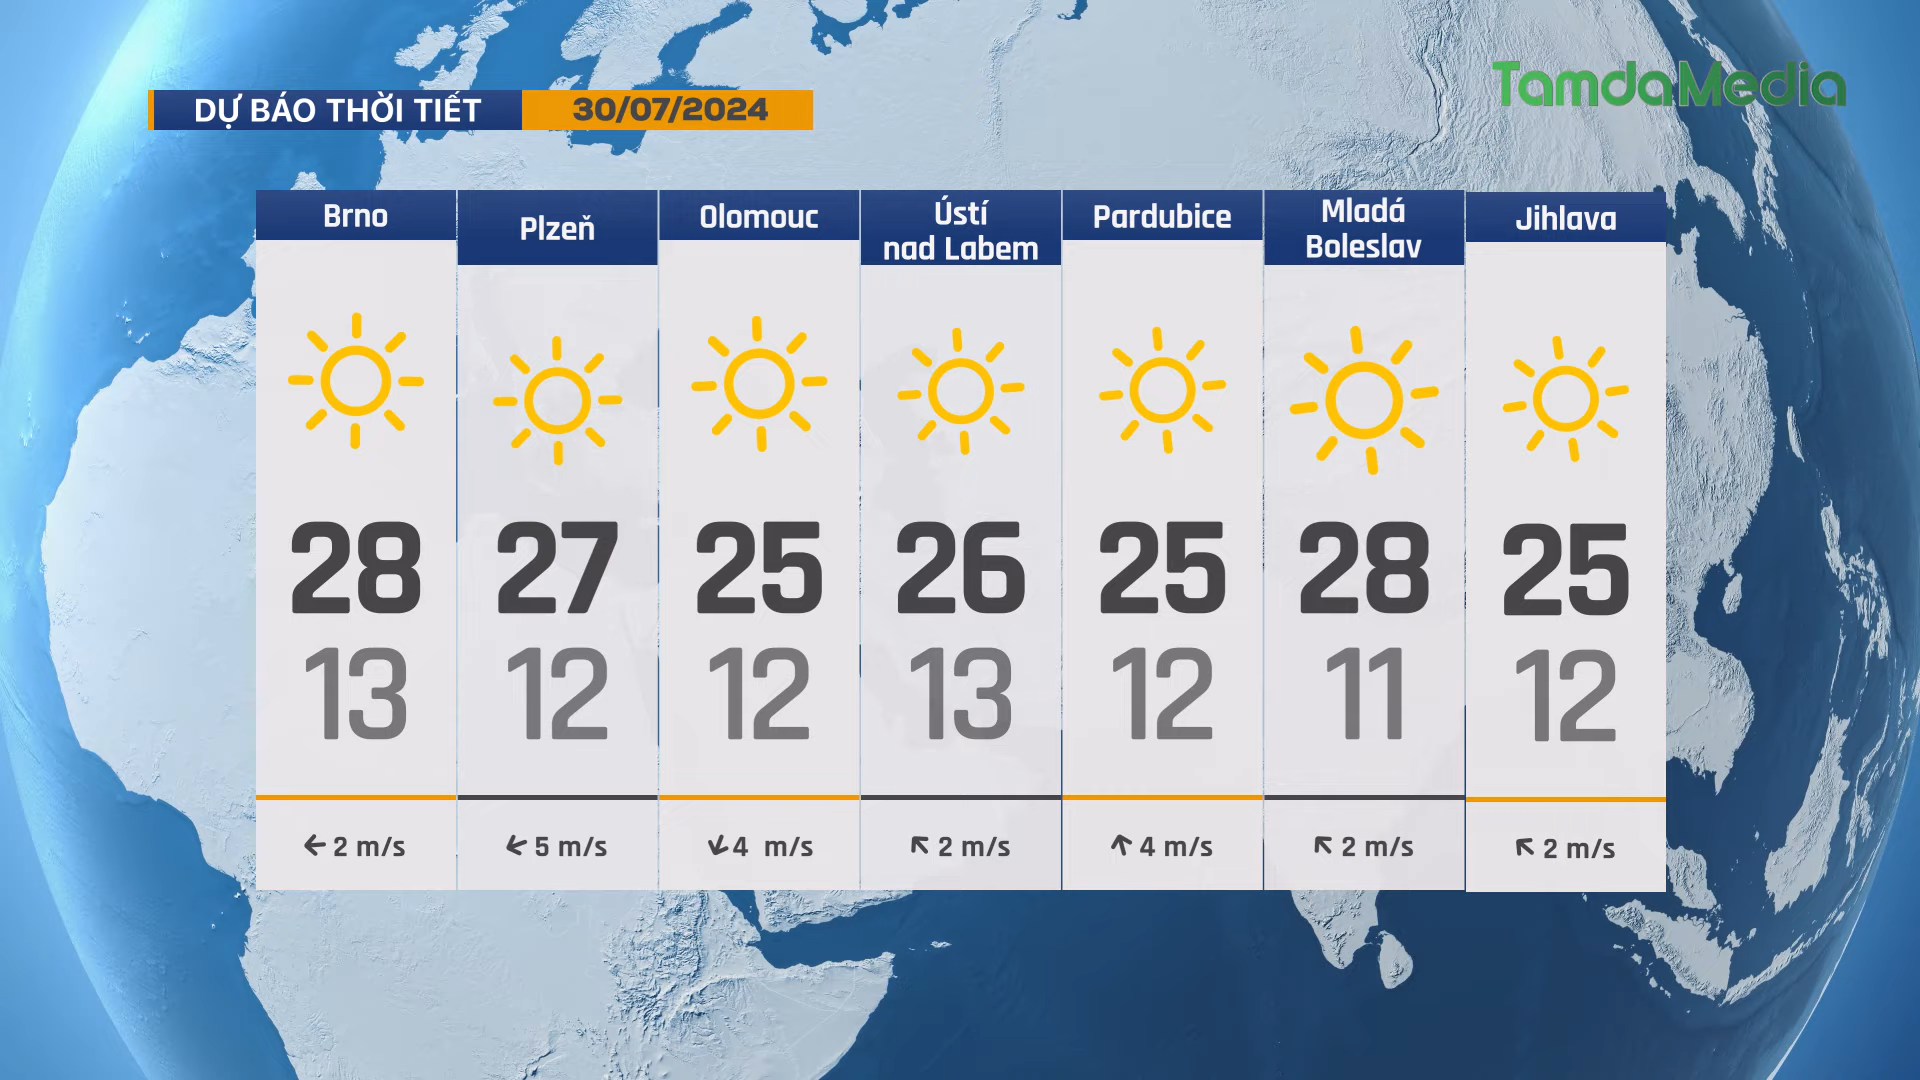 TamdaMedia
DỰ BÁO THỜI TIẾT 30/07/2024
Brno
28
13
2 m/s
Plzeň
27
12
5 m/s
Olomouc
25
12
4 m/s
Ústí
nad Labem
26
13
2 m/s
Pardubice
25
12
4 m/s
Mladá
Boleslav
28
11
2 m/s
Jihlava
25
12
2 m/s